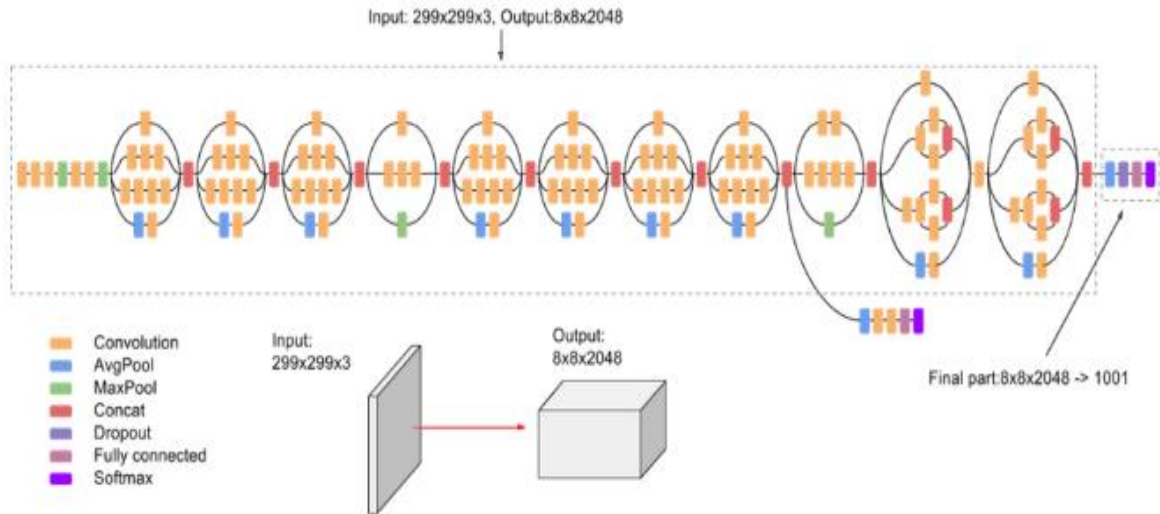 Input: 299x299x3, Output:8x8x2048
Convolution
AvgPool
MaxPool
Concat
Dropout
Fully connected
Softmax
Input:
299x299x3
Output:
8x8x2048
Final part:8x8x2048 -> 1001